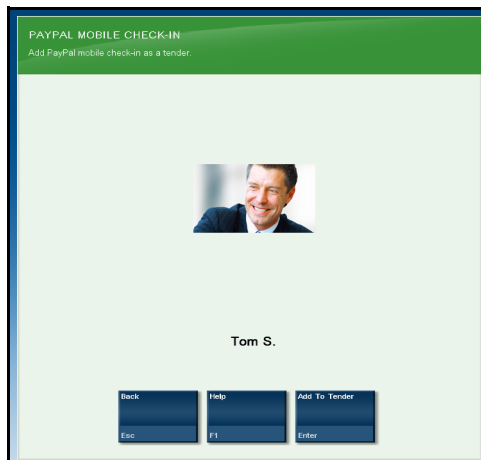 PAYPAL MOBILE CHECK-IN
Add PayPal mobile check-in as a tender.
Tom S.
Back Help Add To Tender
Esc F1 Enter